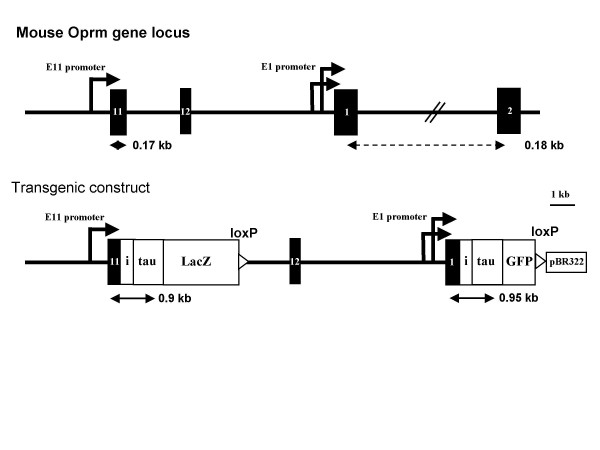 Mouse Oprm gene locus
E11 promoter
E1 promoter
11
12
1
2
0.17 kb
0.18 kb
Transgenic construct
1 kb
E11 promoter
E1 promoter
loxP
loxP
11
i
tau
LacZ
12
1
i
tau
GFP
pBR322
0.9 kb
0.95 kb